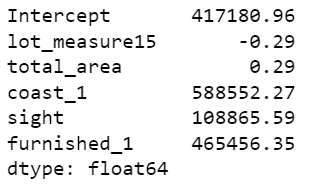 Intercept 417180.96
lot_measure15 -0.29
total_area 0.29
coast_1 588552.27
sight 108865.59
furnished_1 465456.35
dtype: float64